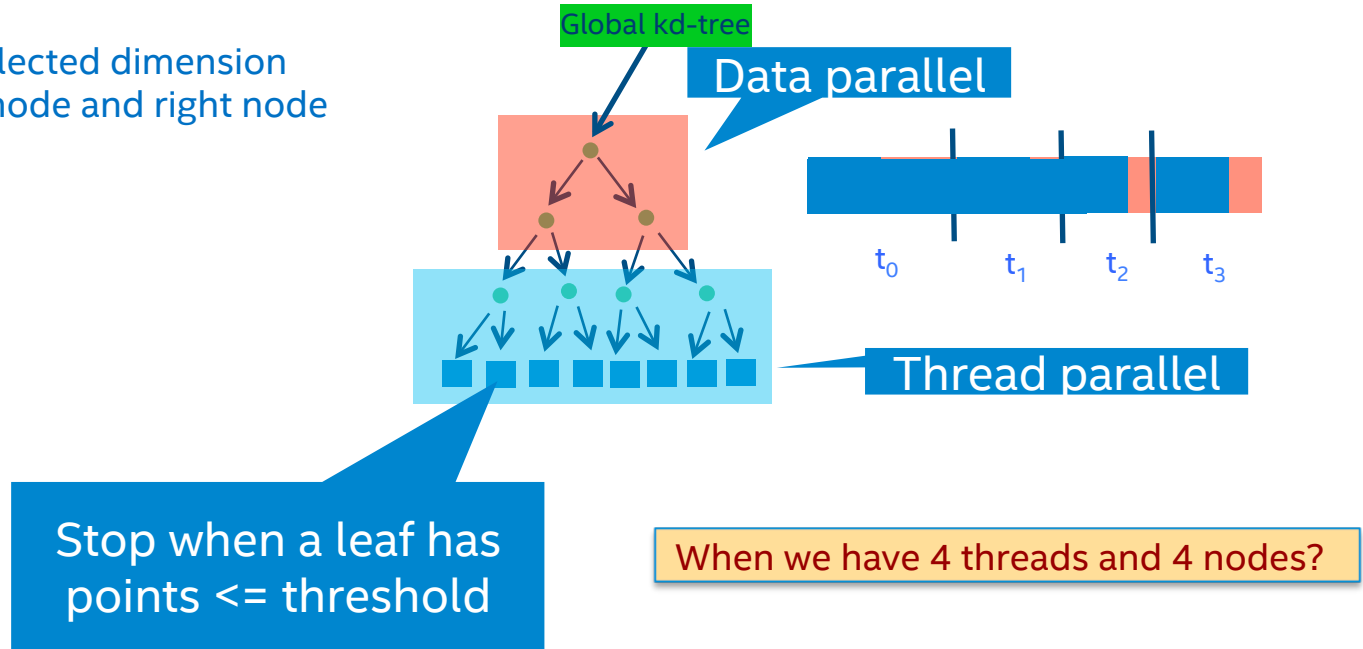 Global kd-tree
lected dimension
node and right node
Data parallel
t0 t1 t2 t3
Thread parallel
Stop when a leaf has
points <= threshold
When we have 4 threads and 4 nodes?